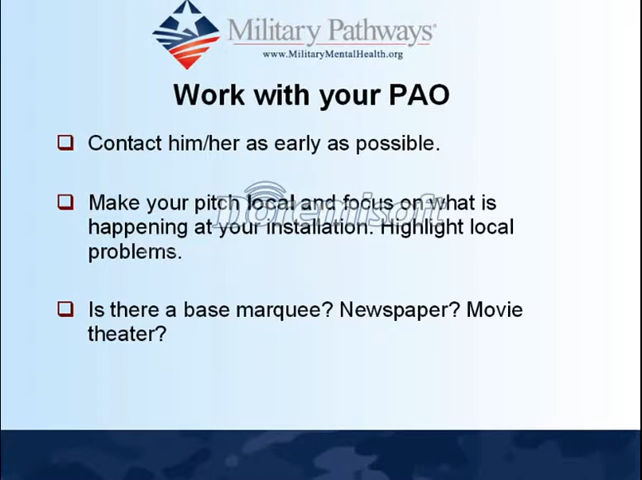 Military Pathways®
www.MilitaryMentalHealth.org
Work with your PAO
Contact him/her as early as possible.
Make your pitch local and focus on what is
happening at your installation. Highlight local
problems.
Doremisoft
Is there a base marquee? Newspaper? Movie
theater?